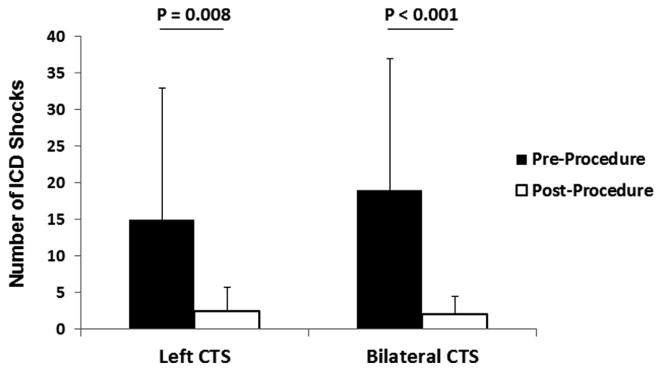 P = 0.008
P < 0.001
40
35
30
25
20
15
10
5
0
Number of ICD Shocks
Left CTS
Bilateral CTS
Pre-Procedure
Post-Procedure